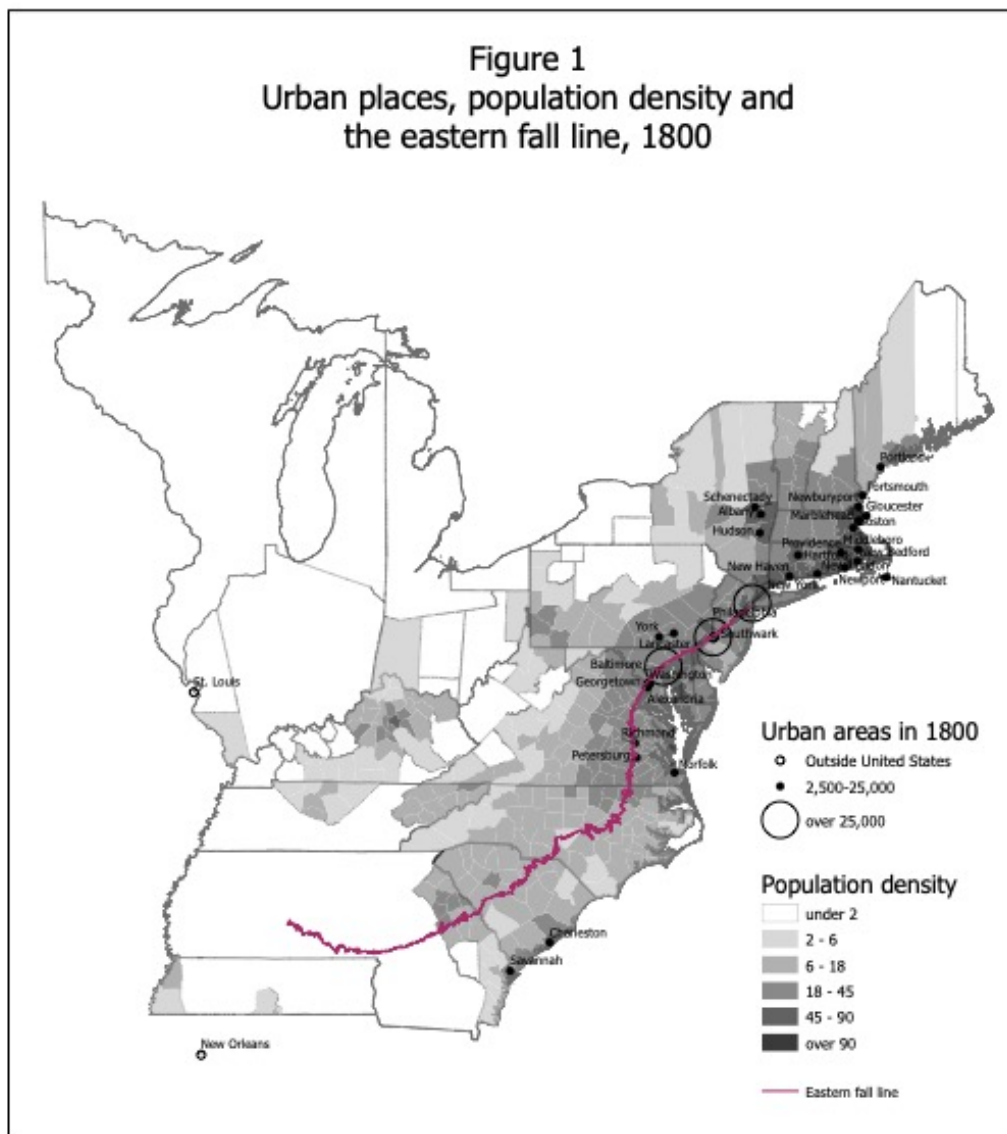 Figure 1
Urban places, population density and
the eastern fall line, 1800
Portland
Portsmouth
Schenectady
Newburyport
Gloucester
Albany
Marblehead
Boston
Hudson
Providence
Middleboro
Hartford
New Bedford
New Haven
Newport
Nantucket
New York
Philadelphia
York
Southwark
Lancaster
Baltimore
Washington
Georgetown
Alexandria
St. Louis
Richmond
Petersburg
Norfolk
Charleston
Savannah
New Orleans
Urban areas in 1800
Outside United States
2,500-25,000
over 25,000
Population density
under 2
2 - 6
6 - 18
18 - 45
45 - 90
over 90
Eastern fall line